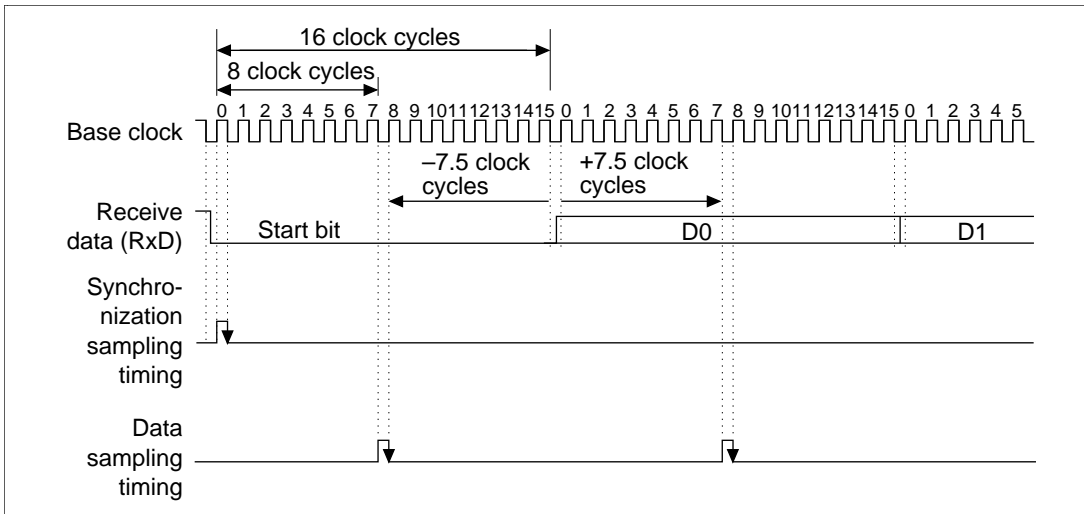 16 clock cycles
8 clock cycles
0 1 2 3 4 5 6 7 8 9 10 11 12 13 14 15 0 1 2 3 4 5 6 7 8 9 10 11 12 13 14 15 0 1 2 3 4 5
Base clock
–7.5 clock
cycles
+7.5 clock
cycles
Receive
data (RxD)
Start bit
D0
D1
Synchro-
nization
sampling
timing
Data
sampling
timing